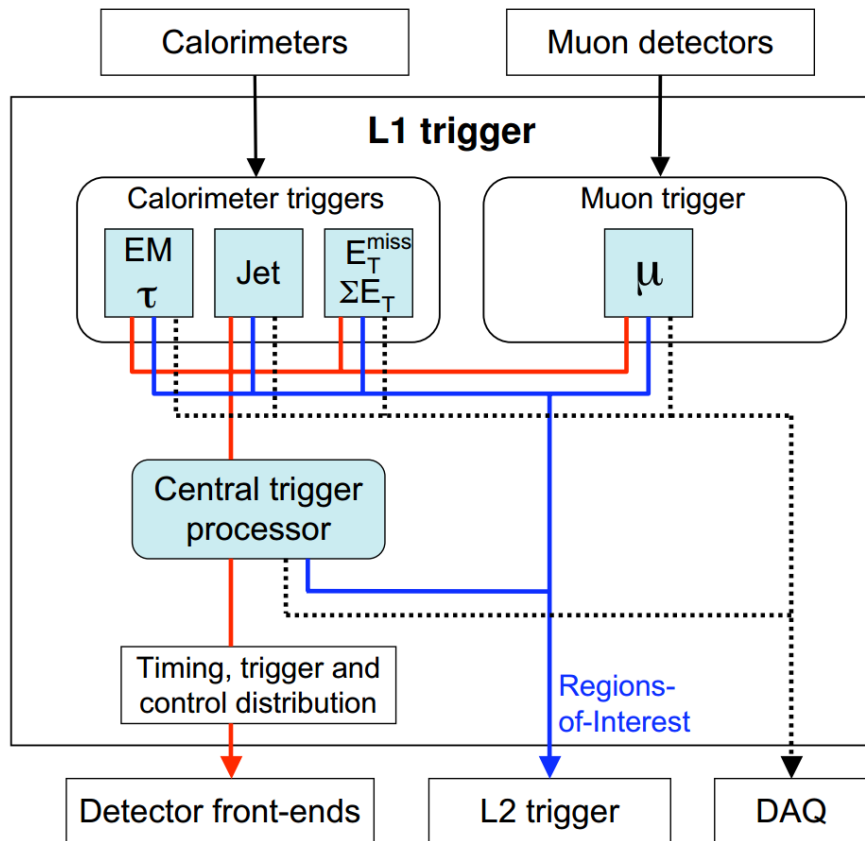 Calorimeters
Muon detectors
L1 trigger
Calorimeter triggers
Muon trigger
EM
τ
Jet
E_T^miss
ΣE_T
μ
Central trigger
processor
Timing, trigger and
control distribution
Regions-
of-Interest
Detector front-ends
L2 trigger
DAQ